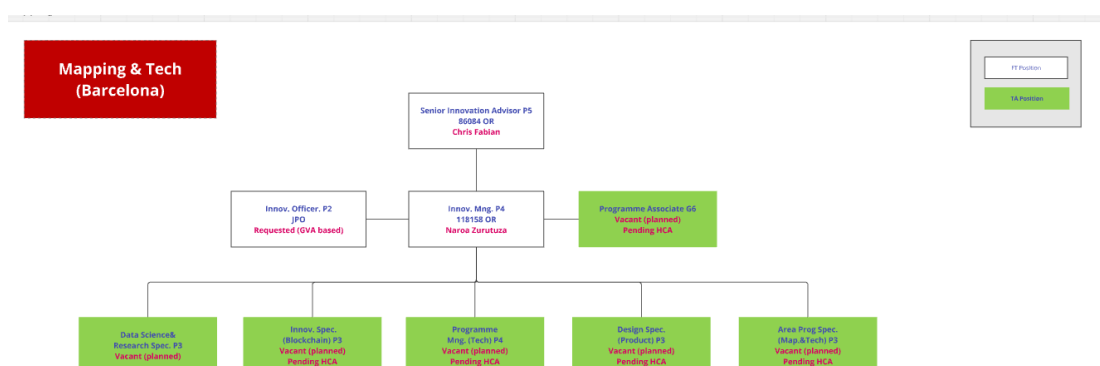 Mapping & Tech
(Barcelona)
FT Position
TA Position
Senior Innovation Advisor P5
86084 OR
Chris Fabian
Innov. Officer. P2
JPO
Requested (GVA based)
Innov. Mng. P4
118158 OR
Naroa Zurutuza
Programme Associate G6
Vacant (planned)
Pending HCA
Data Science&
Research Spec. P3
Vacant (planned)
Innov. Spec.
(Blockchain) P3
Vacant (planned)
Pending HCA
Programme
Mng. (Tech) P4
Vacant (planned)
Pending HCA
Design Spec.
(Product) P3
Vacant (planned)
Pending HCA
Area Prog Spec.
(Map.&Tech) P3
Vacant (planned)
Pending HCA